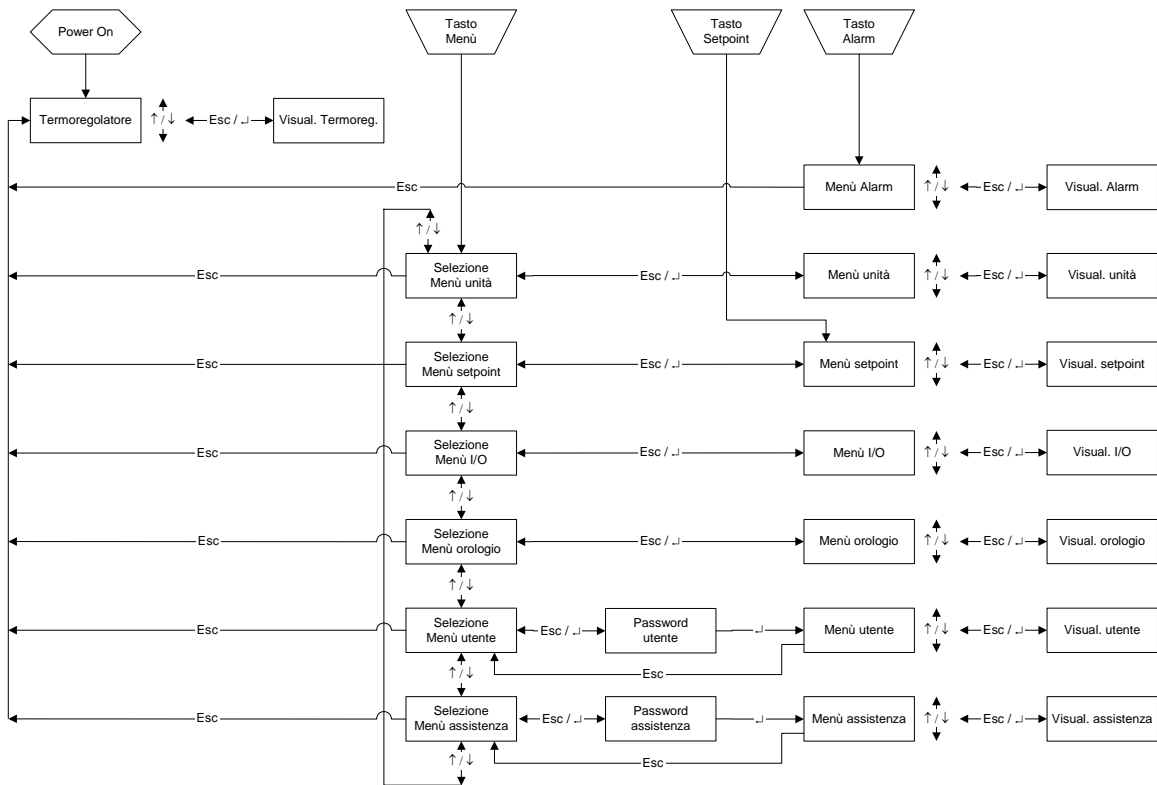 Power On
Tasto
Menù
Tasto
Setpoint
Tasto
Alarm
Termoregolatore
↑ / ↓
Esc / ↵
Visual. Termoreg.
Esc
Menù Alarm
↑ / ↓
Esc / ↵
Visual. Alarm
↑ / ↓
Esc
Selezione
Menù unità
Esc / ↵
Menù unità
↑ / ↓
Esc / ↵
Visual. unità
↑ / ↓
Esc
Selezione
Menù setpoint
Esc / ↵
Menù setpoint
↑ / ↓
Esc / ↵
Visual. setpoint
↑ / ↓
Esc
Selezione
Menù I/O
Esc / ↵
Menù I/O
↑ / ↓
Esc / ↵
Visual. I/O
↑ / ↓
Esc
Selezione
Menù orologio
Esc / ↵
Menù orologio
↑ / ↓
Esc / ↵
Visual. orologio
↑ / ↓
Esc
Selezione
Menù utente
Esc / ↵
Password
utente
↵
Menù utente
↑ / ↓
Esc / ↵
Visual. utente
Esc
↑ / ↓
Esc
Selezione
Menù assistenza
Esc / ↵
Password
assistenza
↵
Menù assistenza
↑ / ↓
Esc / ↵
Visual. assistenza
Esc
↑ / ↓